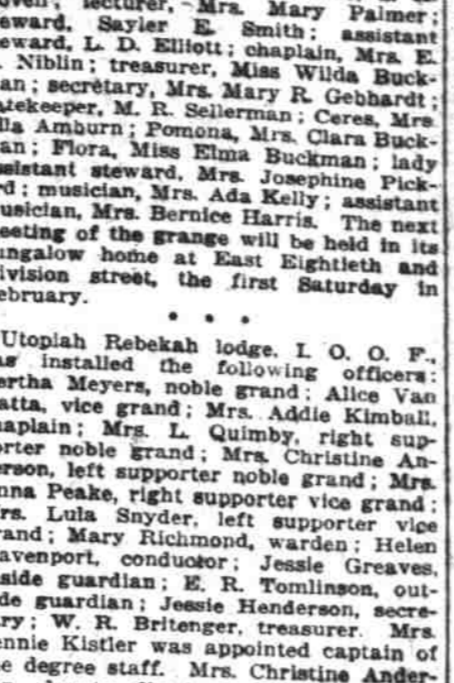 lecturer, Mrs. Mary Palmer;
eward, Sayler E. Smith; assistant
eward, L. D. Elliott; chaplain, Mrs. E.
. Niblin; treasurer, Miss Wilda Buck-
an; secretary, Mrs. Mary R. Gebhardt;
atekeeper, M. R. Sellerman; Ceres, Mrs.
lla Amburn; Pomona, Mrs. Clara Buck-
an; Flora, Miss Elma Buckman; lady
ssistant steward, Mrs. Josephine Pick-
rd; musician, Mrs. Ada Kelly; assistant
usician, Mrs. Bernice Harris. The next
eeting of the grange will be held in its
ungalow home at East Eightieth and
ivision street, the first Saturday in
ebruary.
• • •
Utopiah Rebekah lodge, I. O. O. F.,
as installed the following officers:
ertha Meyers, noble grand; Alice Van
atta, vice grand; Mrs. Addie Kimball,
haplain; Mrs. L. Quimby, right sup-
orter noble grand; Mrs. Christine An-
erson, left supporter noble grand; Mrs.
nna Peake, right supporter vice grand;
rs. Lula Snyder, left supporter vice
rand; Mary Richmond, warden; Helen
avenport, conductor; Jessie Greaves,
side guardian; E. R. Tomlinson, out-
de guardian; Jessie Henderson, secre-
ry; W. R. Britenger, treasurer. Mrs.
ennie Kistler was appointed captain of
e degree staff. Mrs. Christine Ander-